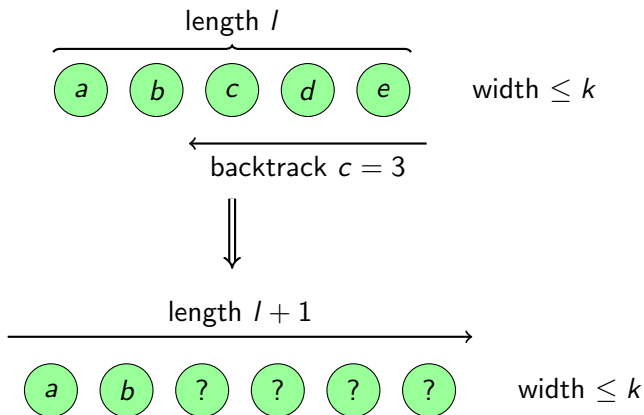 length l
a b c d e width ≤ k
backtrack c = 3
length l + 1
a b ? ? ? ? width ≤ k